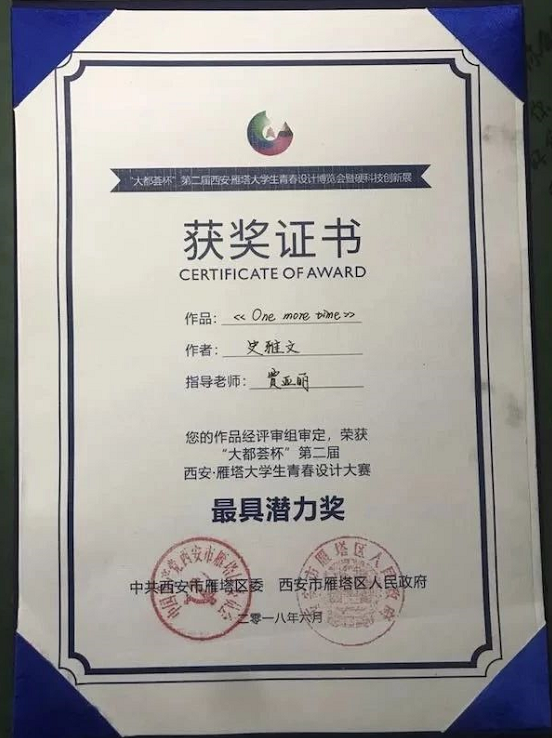 “大都荟杯”第二届西安·雁塔大学生青春设计博览会暨硬科技创新展
获奖证书
CERTIFICATE OF AWARD
作品：<< One more time >>
作者：史雅文
指导老师：贾亚丽
您的作品经评审组审定，荣获
“大都荟杯”第二届
西安·雁塔大学生青春设计大赛
最具潜力奖
中共西安市雁塔区委 西安市雁塔区人民政府
二零一八年六月